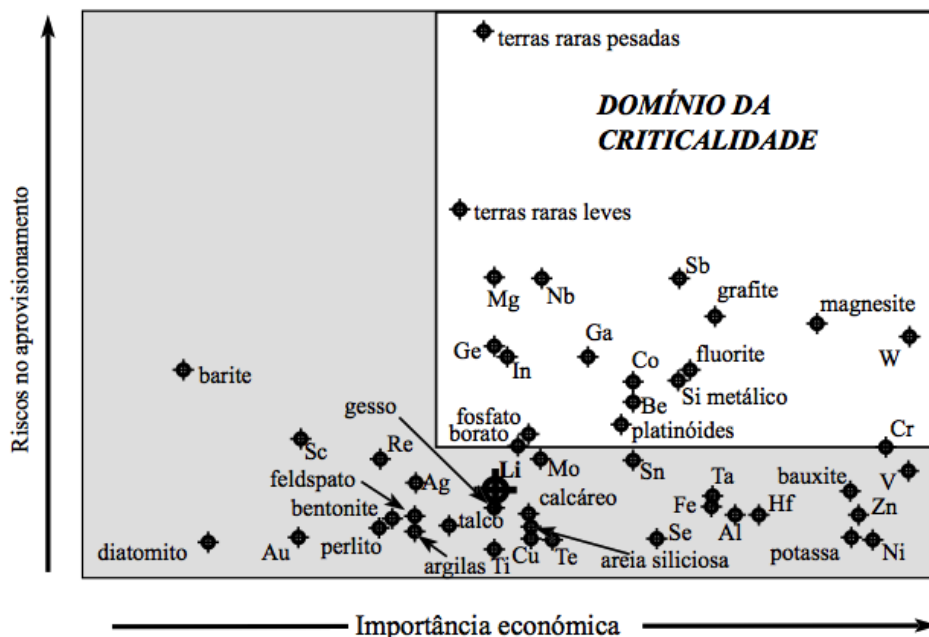 terras raras pesadas
DOMÍNIO DA
CRITICALIDADE
terras raras leves
Sb
Mg
Nb
grafite
magnesite
Ga
W
Ge
In
fluorite
Co
barite
Si metálico
gesso
Be
fosfato
platinóides
borato
Cr
Sc
Re
Li
Mo
Sn
V
feldspato
Ag
Ta
bauxite
bentonite
calcáreo
Fe
Hf
Zn
talco
Al
diatomito
Au
perlito
Se
potassa
Ni
argilas
Ti
Cu
Te
areia siliciosa
Riscos no aprovisionamento
Importância económica